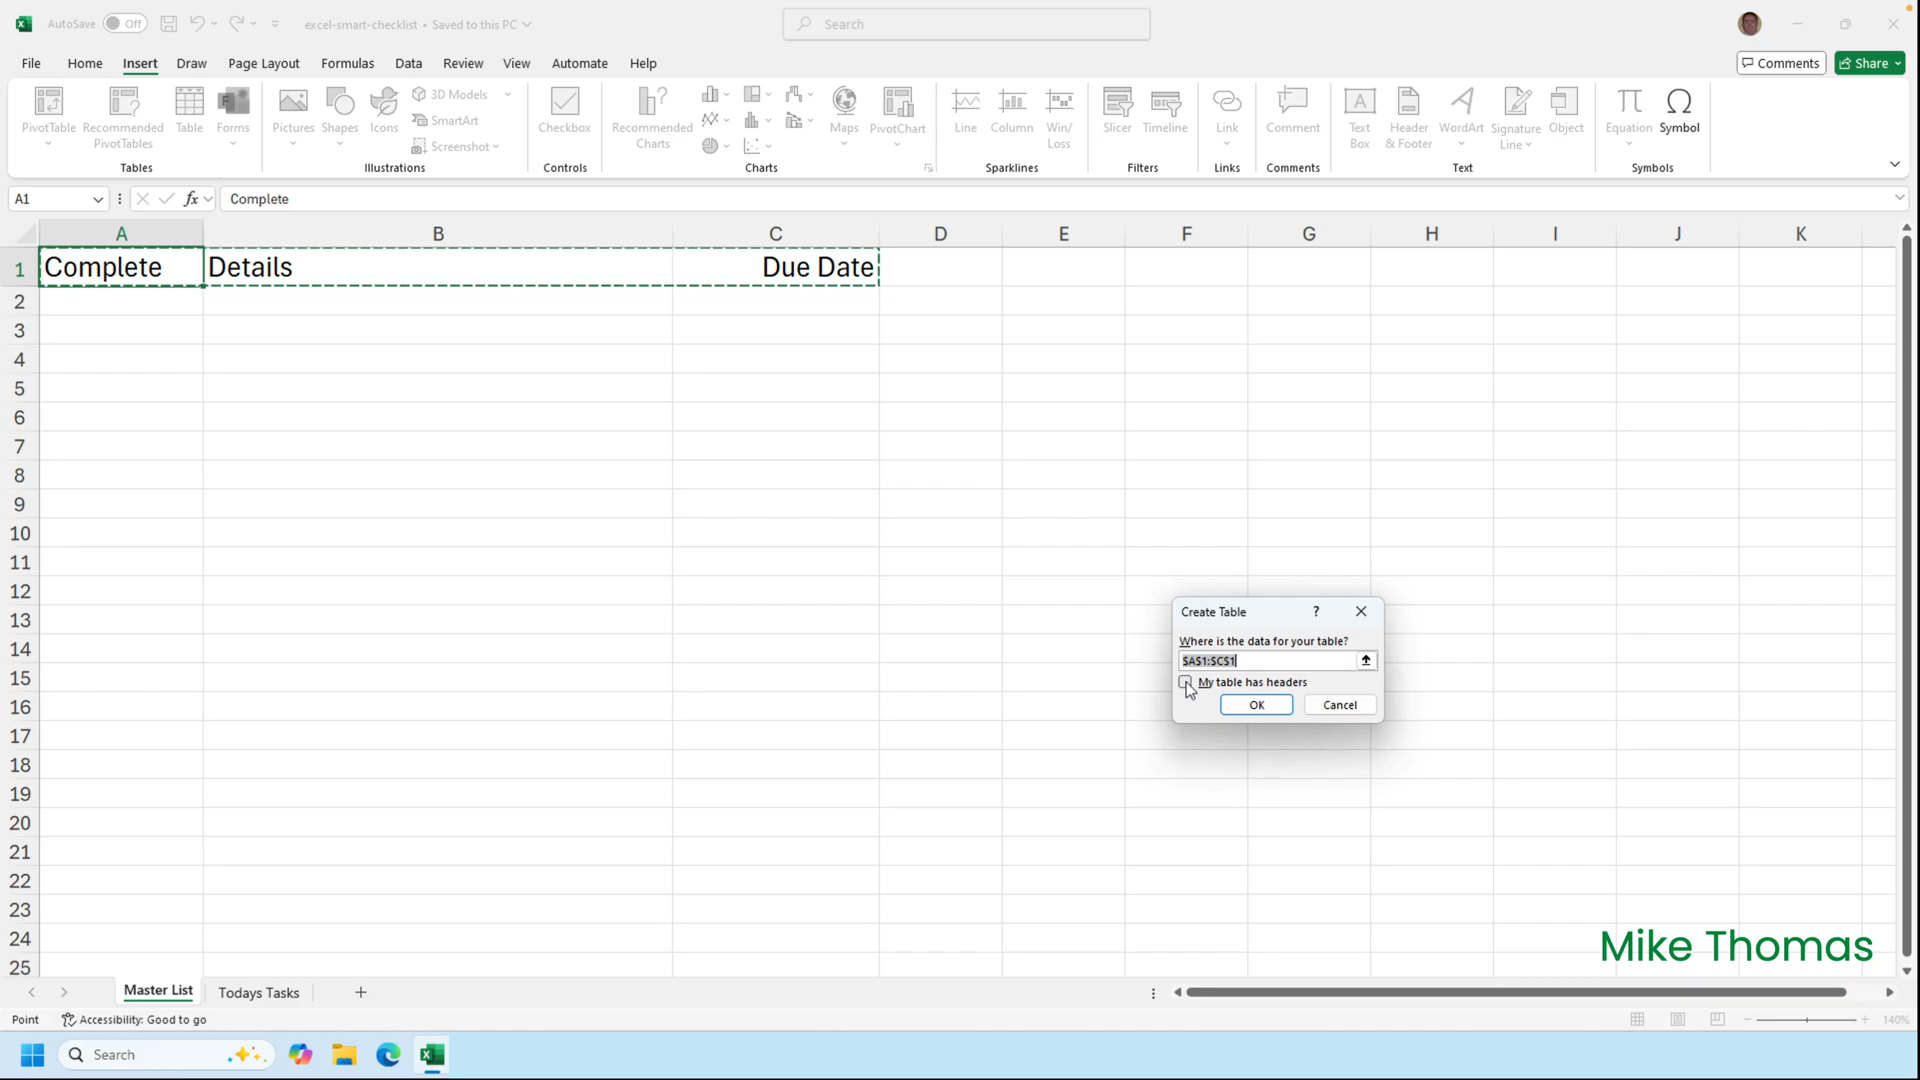 AutoSave Off excel-smart-checklist • Saved to this PC Search
File Home Insert Draw Page Layout Formulas Data Review View Automate Help Comments Share
PivotTable Recommended PivotTables Table Forms Pictures Shapes Icons 3D Models SmartArt Screenshot Checkbox Recommended Charts Maps PivotChart Line Column Win/Loss Slicer Timeline Link Comment Text Box Header & Footer WordArt Signature Line Object Equation Symbol
Tables Illustrations Controls Charts Sparklines Filters Links Comments Text Symbols
A1 fx Complete
A B C D E F G H I J K
1 Complete Details Due Date
2
3
4
5
6
7
8
9
10
11
12
13
14
15
16
17
18
19
20
21
22
23
24
25
Create Table ?
Where is the data for your table?
$A$1:$C$1
My table has headers
OK Cancel
Mike Thomas
Master List Todays Tasks
Point Accessibility: Good to go 140%
Search